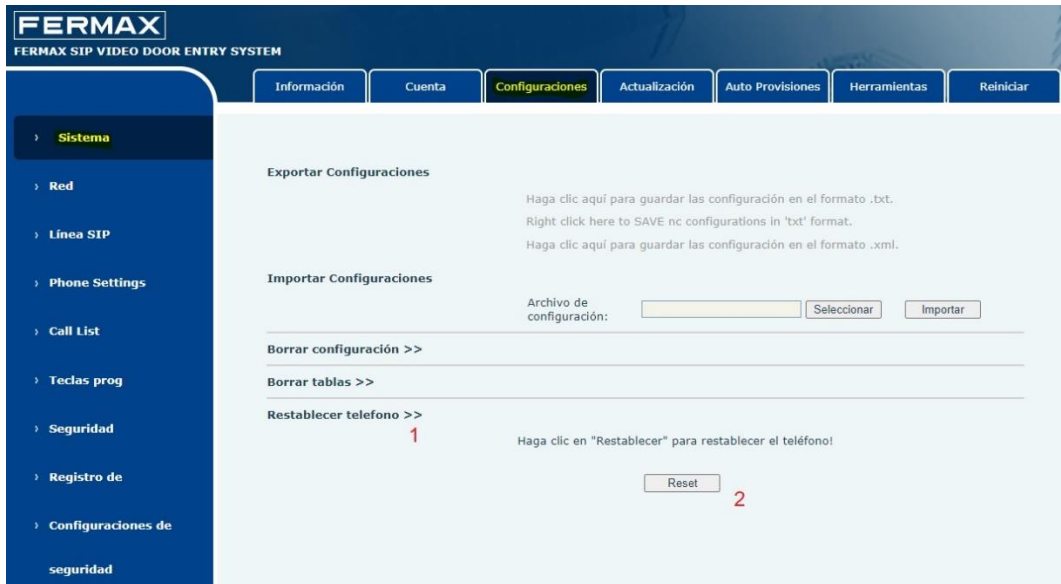 FERMAX
FERMAX SIP VIDEO DOOR ENTRY SYSTEM
Información
Cuenta
Configuraciones
Actualización
Auto Provisiones
Herramientas
Reiniciar
› Sistema
› Red
› Línea SIP
› Phone Settings
› Call List
› Teclas prog
› Seguridad
› Registro de
› Configuraciones de
seguridad
Exportar Configuraciones
Haga clic aquí para guardar las configuración en el formato .txt.
Right click here to SAVE nc configurations in 'txt' format.
Haga clic aquí para guardar las configuración en el formato .xml.
Importar Configuraciones
Archivo de
configuración:
Seleccionar
Importar
Borrar configuración >>
Borrar tablas >>
Restablecer telefono >>
1
Haga clic en "Restablecer" para restablecer el teléfono!
Reset
2